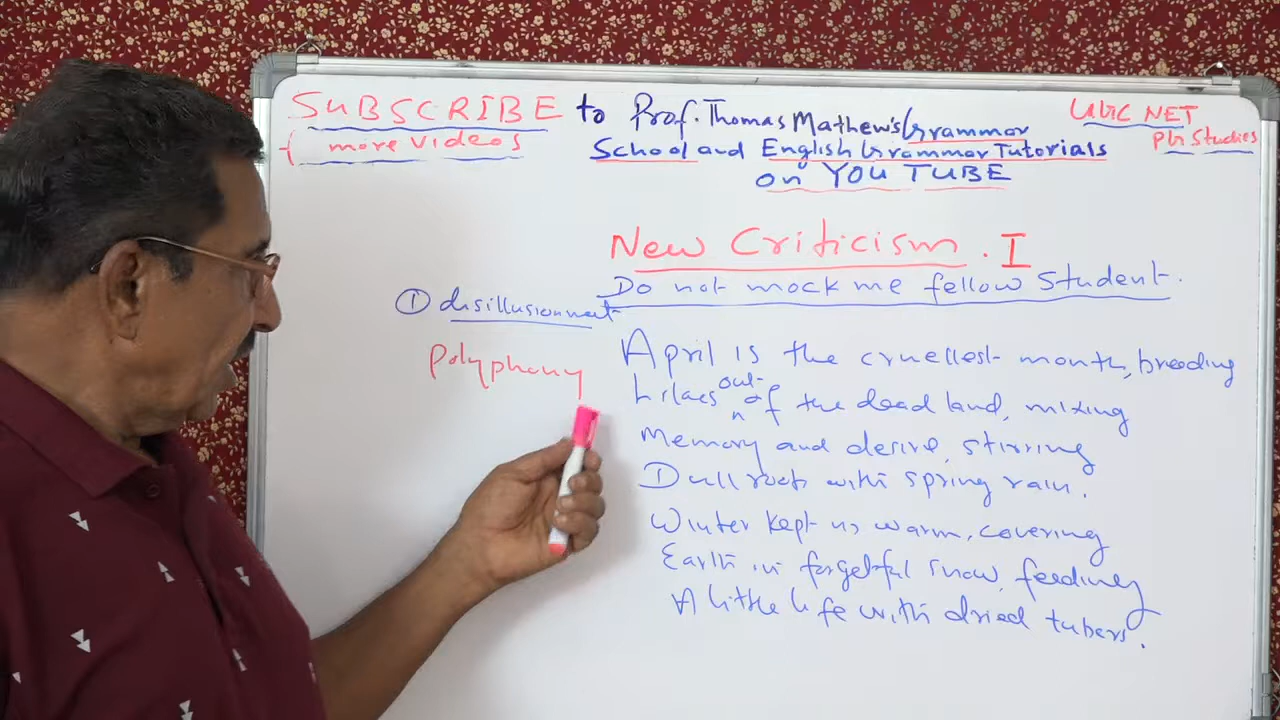 SUBSCRIBE to Prof. Thomas Mathew's Grammar
more videos
School and English Grammar Tutorials
on YOU TUBE
UGC NET
PG Studies
New Criticism. I
Do not mock me fellow Student.
① disillusionment
polyphony
April is the cruellest month, breeding
Lilacs out of the dead land, mixing
Memory and desire, stirring
Dull roots with spring rain.
Winter kept us warm, covering
Earth in forgetful snow, feeding
A little life with dried tubers.